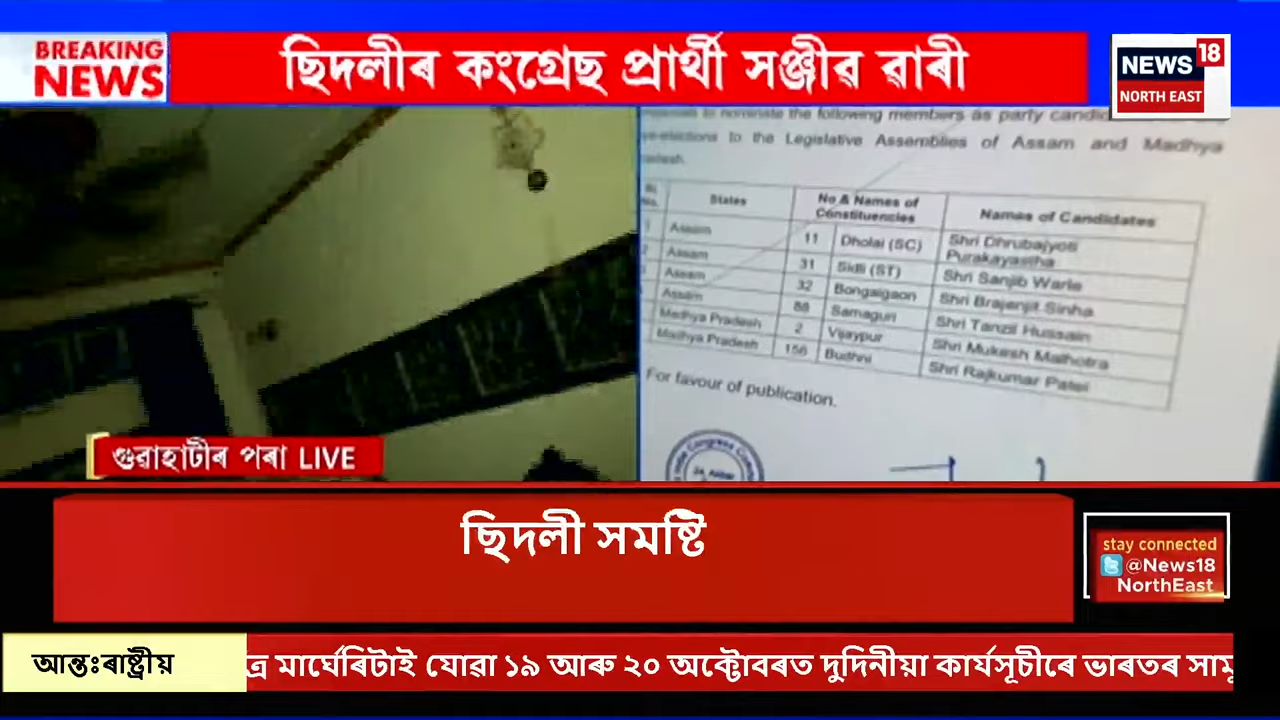 BREAKING NEWS
ছিদলীৰ কংগ্ৰেছ প্ৰাৰ্থী সঞ্জীৱ ৱাৰী
NEWS 18
NORTH EAST
to nominate the following members as party
to the Legislative Assemblies of Assam and Madhya
States No & Names of Constituencies Names of Candidates
1 Assam 11 Dholai (SC) Shri Dhrubajyoti Purakayastha
2 Assam 31 Sidli (ST) Shri Sanjib Warle
Assam 32 Bongaigaon Shri Brajenjit Sinha
Assam 88 Samaguri Shri Tanzil Hussain
Madhya Pradesh 2 Vijaypur Shri Mukesh Malhotra
Madhya Pradesh 156 Budhni Shri Rajkumar Patel
For favour of publication.
গুৱাহাটীৰ পৰা LIVE
ছিদলী সমষ্টি
stay connected
@News18
NorthEast
আন্তঃৰাষ্ট্ৰীয়
মাৰ্ঘেৰিটাই যোৱা ১৯ আৰু ২০ অক্টোবৰত দুদিনীয়া কাৰ্যসূচীৰে ভাৰতৰ